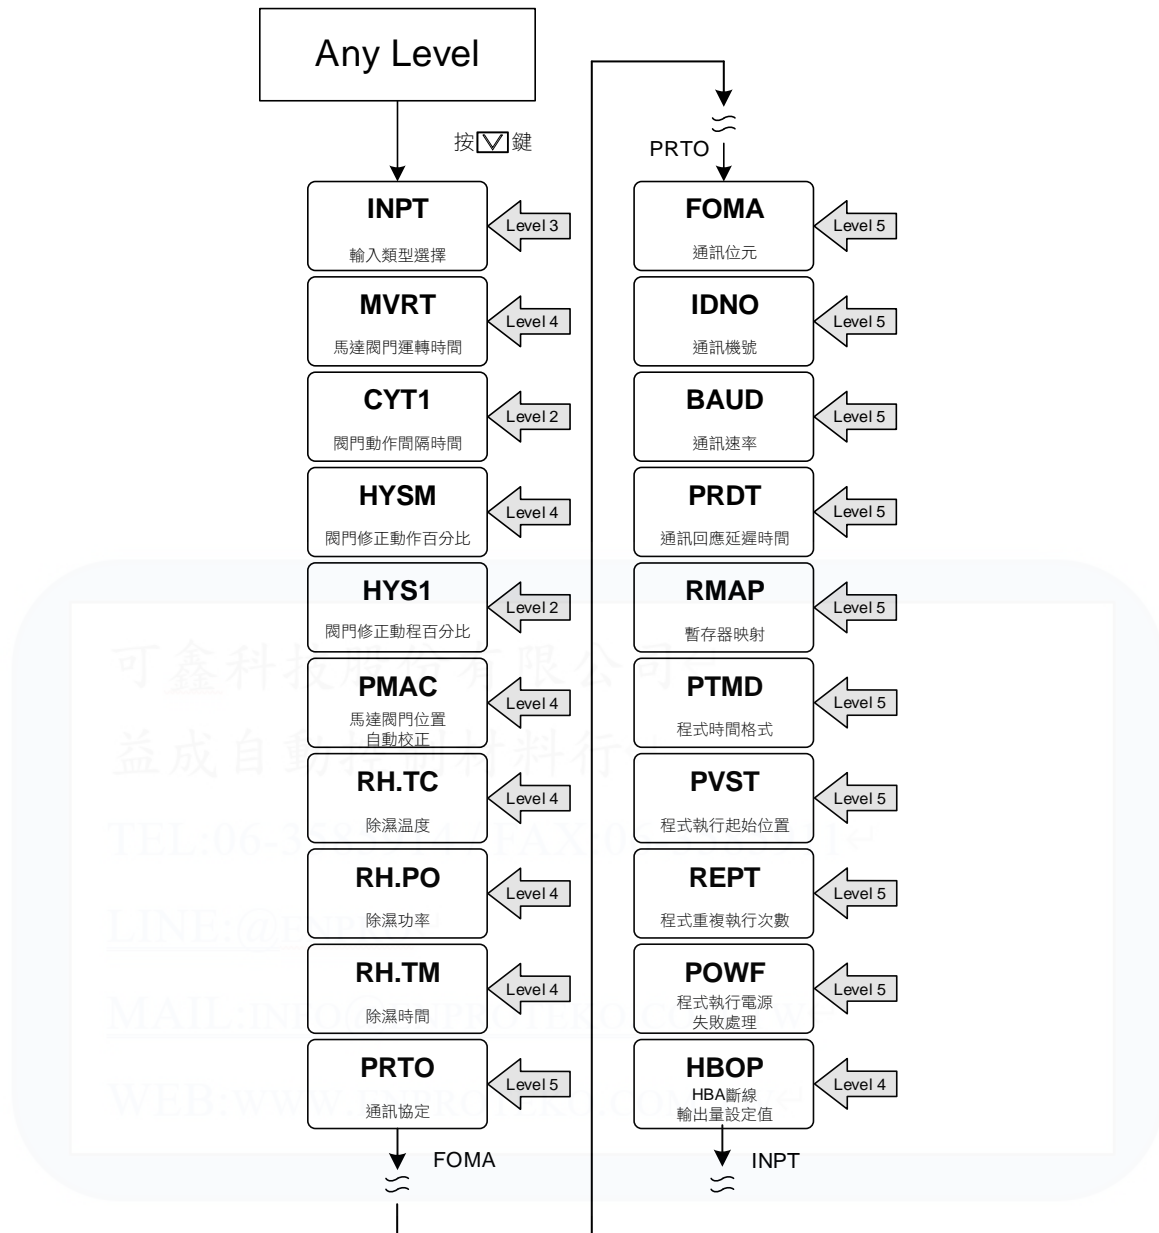 Any Level
按鍵
INPT
輸入類型選擇
Level 3
MVRT
馬達閥門運轉時間
Level 4
CYT1
閥門動作間隔時間
Level 2
HYSM
閥門修正動作百分比
Level 4
HYS1
閥門修正動程百分比
Level 2
PMAC
馬達閥門位置
自動校正
Level 4
RH.TC
除濕溫度
Level 4
RH.PO
除濕功率
Level 4
RH.TM
除濕時間
Level 4
PRTO
通訊協定
Level 5
FOMA
PRTO
FOMA
通訊位元
Level 5
IDNO
通訊機號
Level 5
BAUD
通訊速率
Level 5
PRDT
通訊回應延遲時間
Level 5
RMAP
暫存器映射
Level 5
PTMD
程式時間格式
Level 5
PVST
程式執行起始位置
Level 5
REPT
程式重複執行次數
Level 5
POWF
程式執行電源
失敗處理
Level 5
HBOP
HBA斷線
輸出量設定值
Level 4
INPT
可鑫科技股份有限公司
益成自動控制材料行